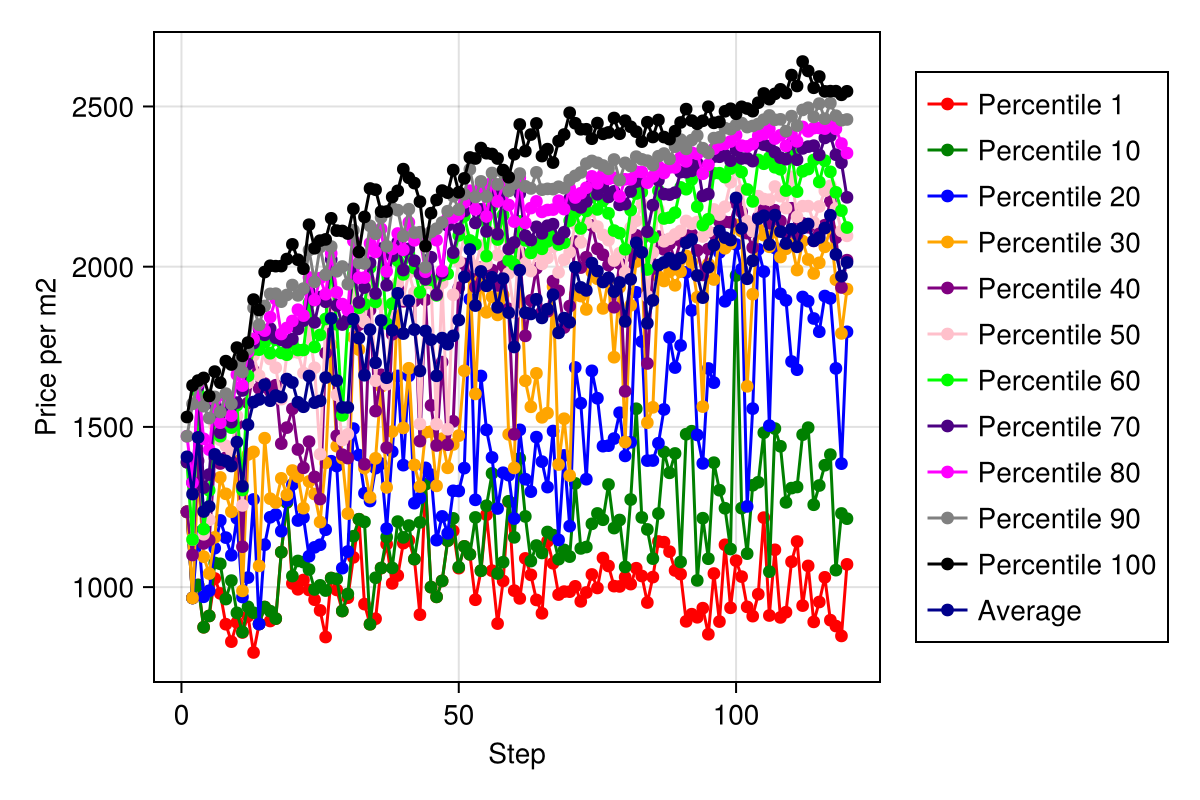 2500
2000
1500
1000
Price per m2
0
50
100
Step
Percentile 1
Percentile 10
Percentile 20
Percentile 30
Percentile 40
Percentile 50
Percentile 60
Percentile 70
Percentile 80
Percentile 90
Percentile 100
Average